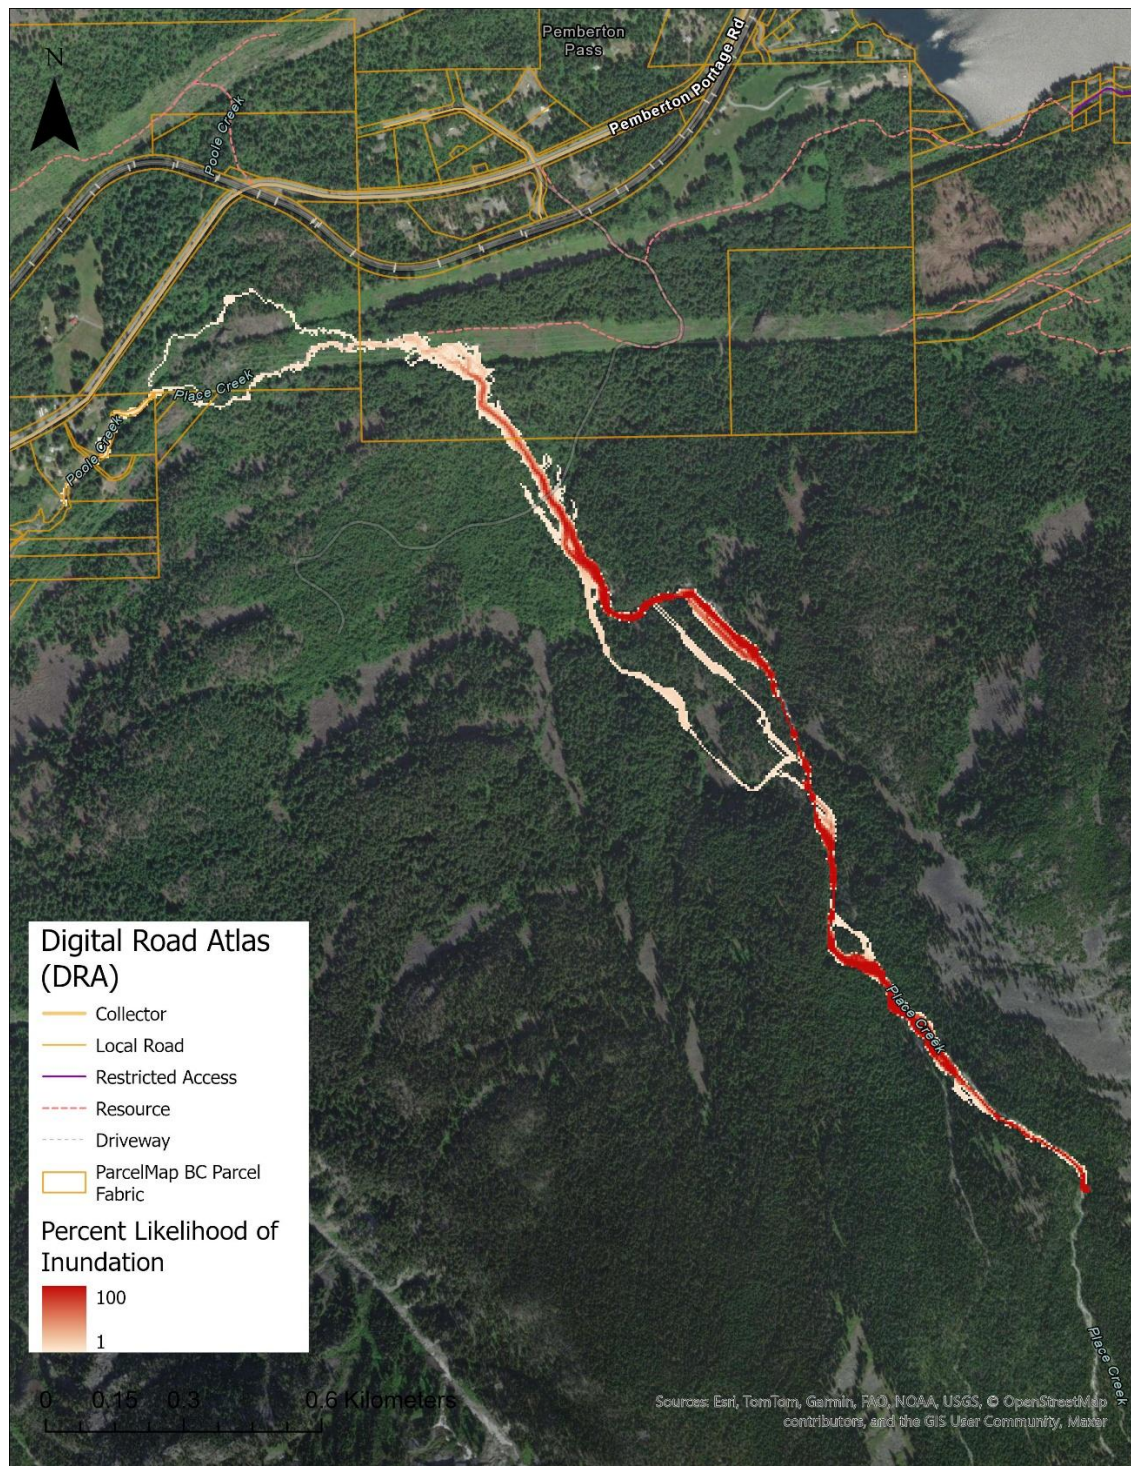 Pemberton
Pass
N
Pemberton Portage Rd
Poole Creek
Place Creek
Poole Creek
Place Creek
Digital Road Atlas
(DRA)
Collector
Local Road
Restricted Access
Resource
Driveway
ParcelMap BC Parcel
Fabric
Percent Likelihood of
Inundation
100
1
Place Creek
0 0.15 0.3 0.6 Kilometers
Sources: Esri, TomTom, Garmin, FAO, NOAA, USGS, © OpenStreetMap
contributors, and the GIS User Community, Maxar